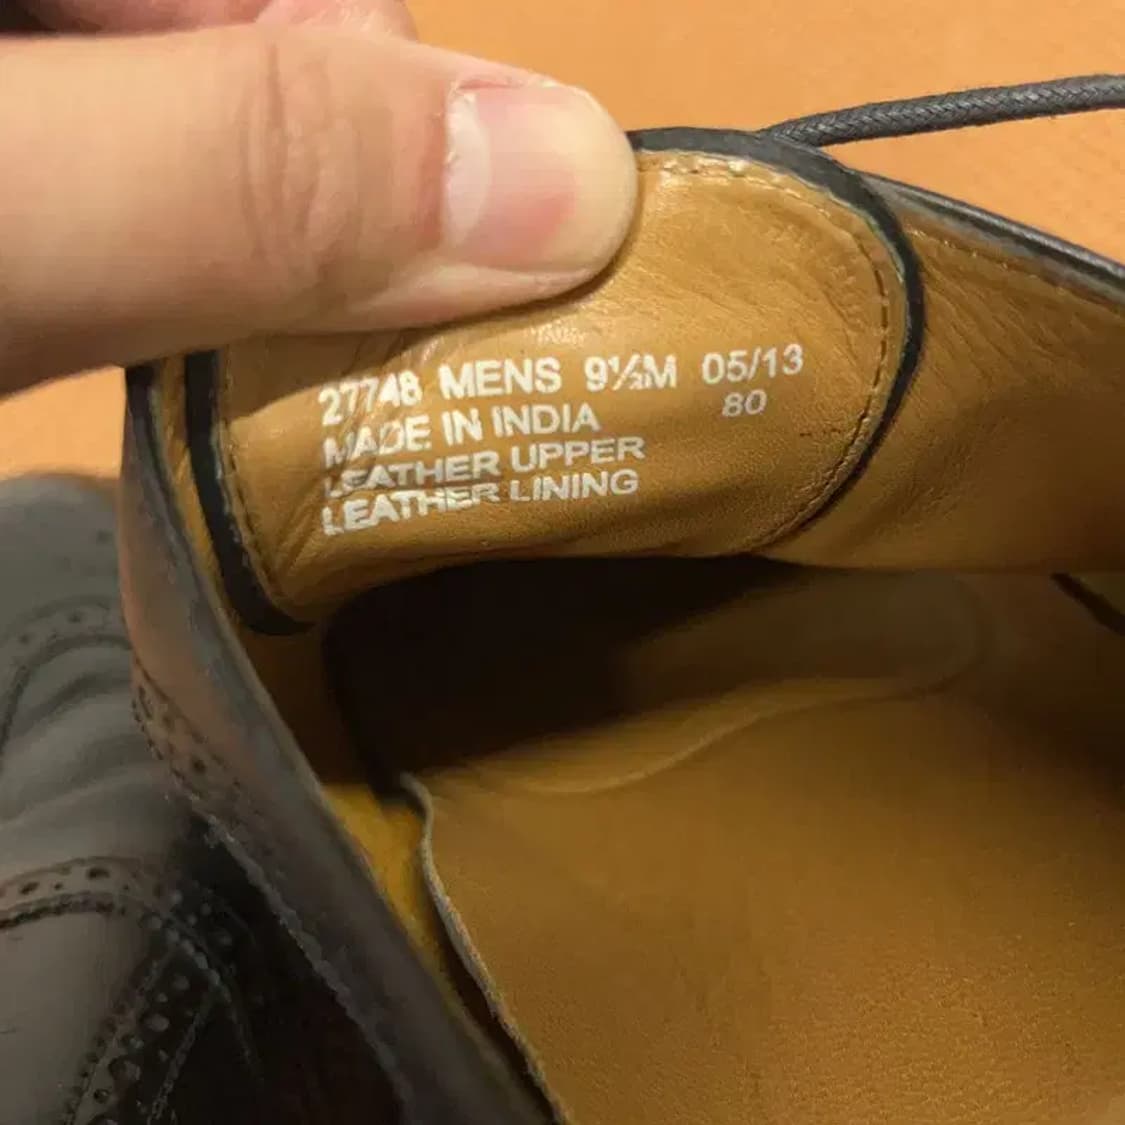 27748 MENS 9½M 05/13
MADE IN INDIA 80
LEATHER UPPER
LEATHER LINING